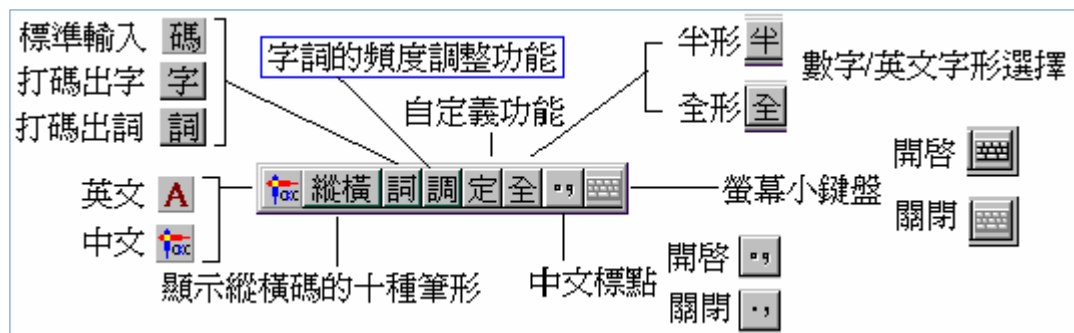 標準輸入 碼
打碼出字 字
打碼出詞 詞
字詞的頻度調整功能
自定義功能
半形 半
全形 全
數字/英文字形選擇
英文 A
中文
縱橫 詞 調 定 全
顯示縱橫碼的十種筆形
中文標點
開啓
關閉
螢幕小鍵盤
開啓
關閉